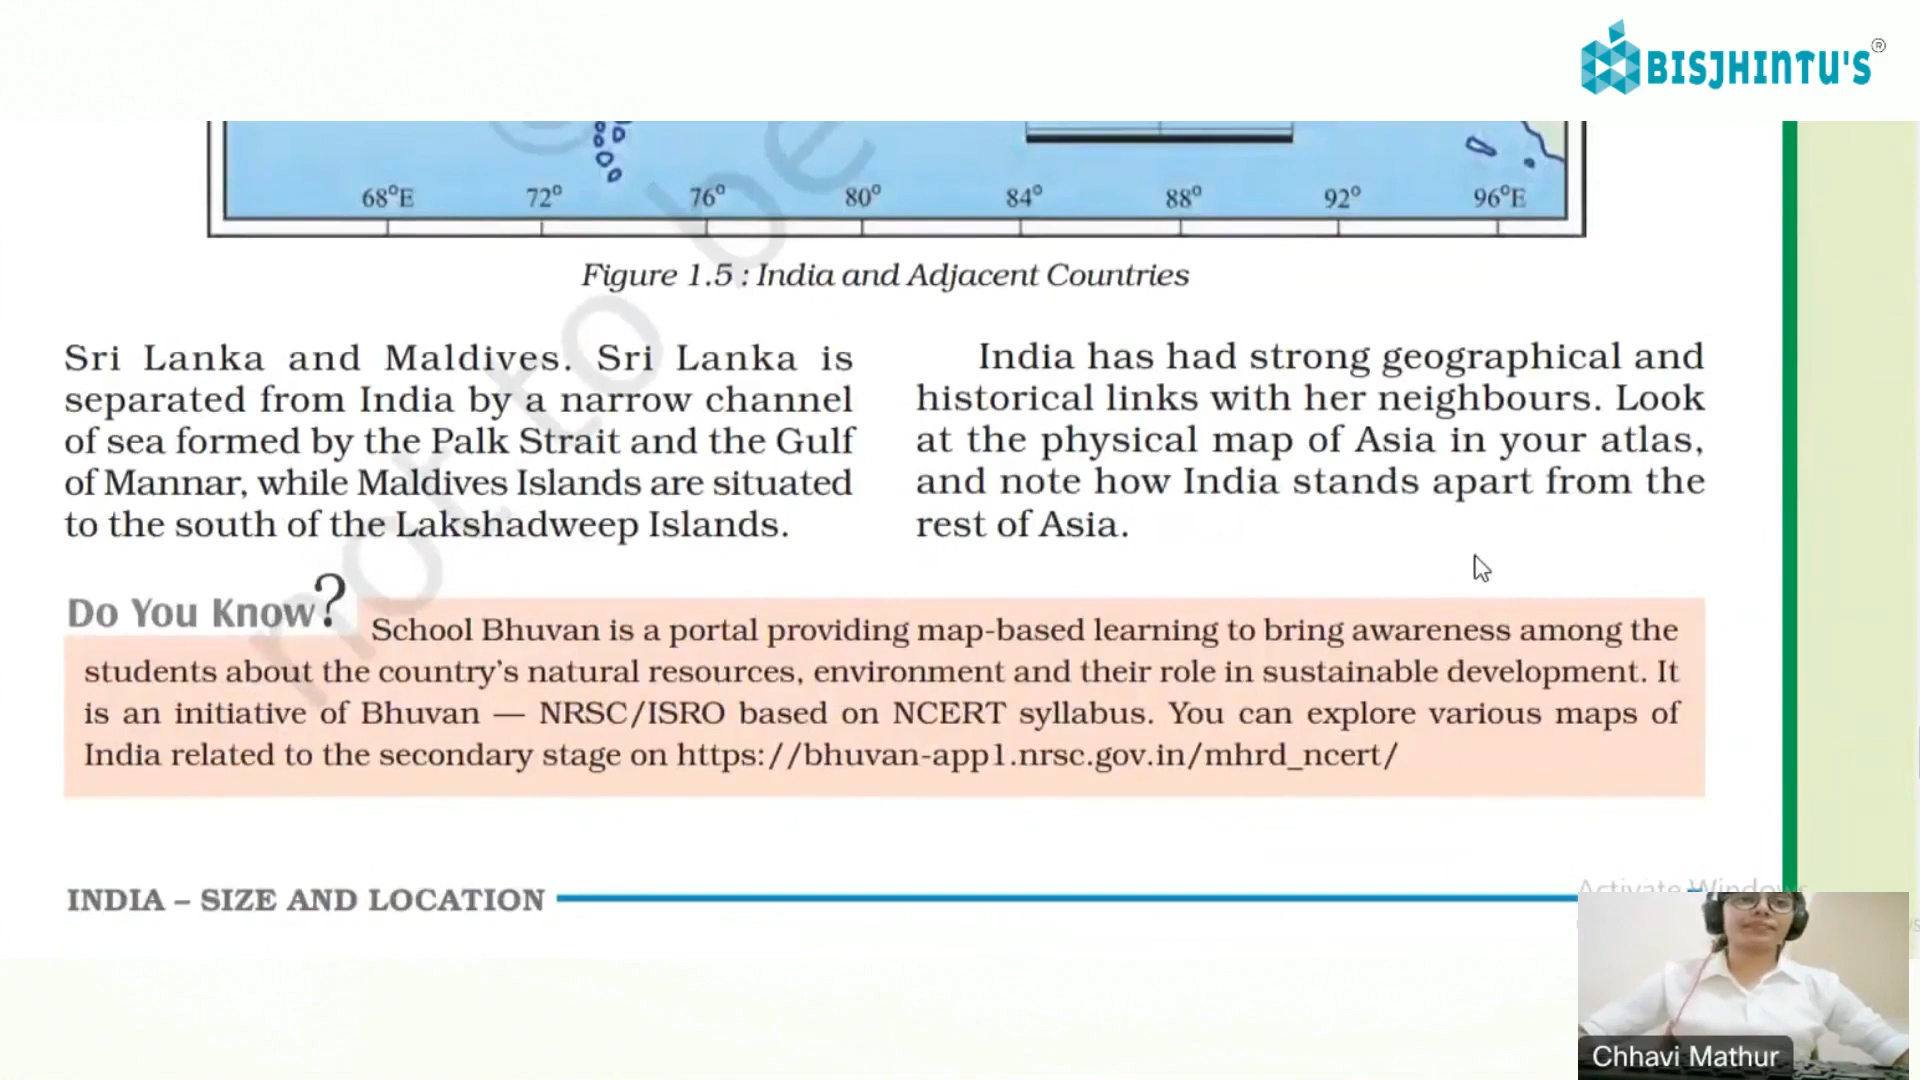 BISJHINTU'S®
68°E 72° 76° 80° 84° 88° 92° 96°E
Figure 1.5 : India and Adjacent Countries
Sri Lanka and Maldives. Sri Lanka is
separated from India by a narrow channel
of sea formed by the Palk Strait and the Gulf
of Mannar, while Maldives Islands are situated
to the south of the Lakshadweep Islands.
India has had strong geographical and
historical links with her neighbours. Look
at the physical map of Asia in your atlas,
and note how India stands apart from the
rest of Asia.
not to be
Do You Know?
School Bhuvan is a portal providing map-based learning to bring awareness among the
students about the country's natural resources, environment and their role in sustainable development. It
is an initiative of Bhuvan — NRSC/ISRO based on NCERT syllabus. You can explore various maps of
India related to the secondary stage on https://bhuvan-app1.nrsc.gov.in/mhrd_ncert/
INDIA – SIZE AND LOCATION
Activate Windows
Chhavi Mathur